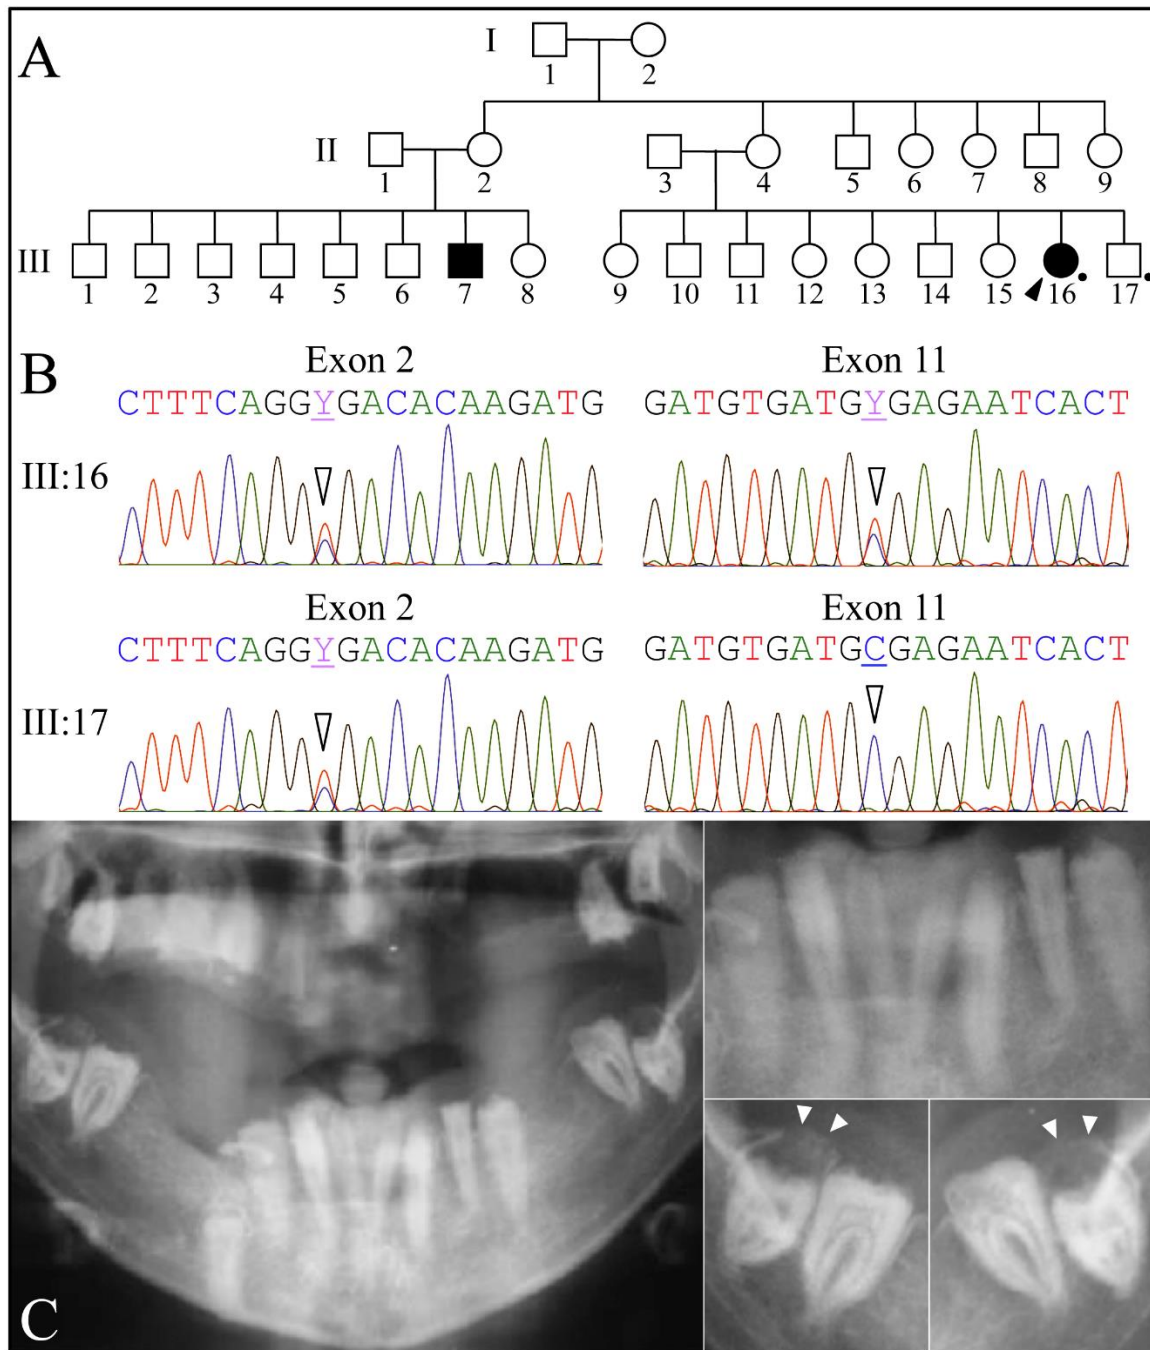 A
I
1 2
II
1 2 3 4 5 6 7 8 9
III
1 2 3 4 5 6 7 8 9 10 11 12 13 14 15 16 17
B
Exon 2 Exon 11
CTTTCAGGYGACACAAGATG GATGTGATGYGAGAATCACT
III:16
Exon 2 Exon 11
CTTTCAGGYGACACAAGATG GATGTGATGCGAGAATCACT
III:17
C